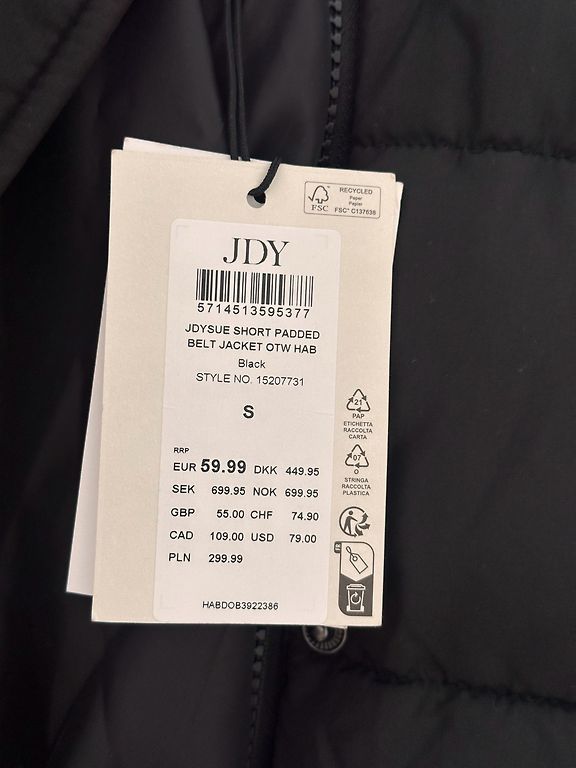 RECYCLED
Paper
Papier
FSC
FSC® C137636
JDY
5714513595377
JDYSUE SHORT PADDED
BELT JACKET OTW HAB
Black
STYLE NO. 15207731
S
RRP
EUR 59.99 DKK 449.95
SEK 699.95 NOK 699.95
GBP 55.00 CHF 74.90
CAD 109.00 USD 79.00
PLN 299.99
HABDOB3922386
21
PAP
ETICHETTA
RACCOLTA
CARTA
07
O
STRINGA
RACCOLTA
PLASTICA